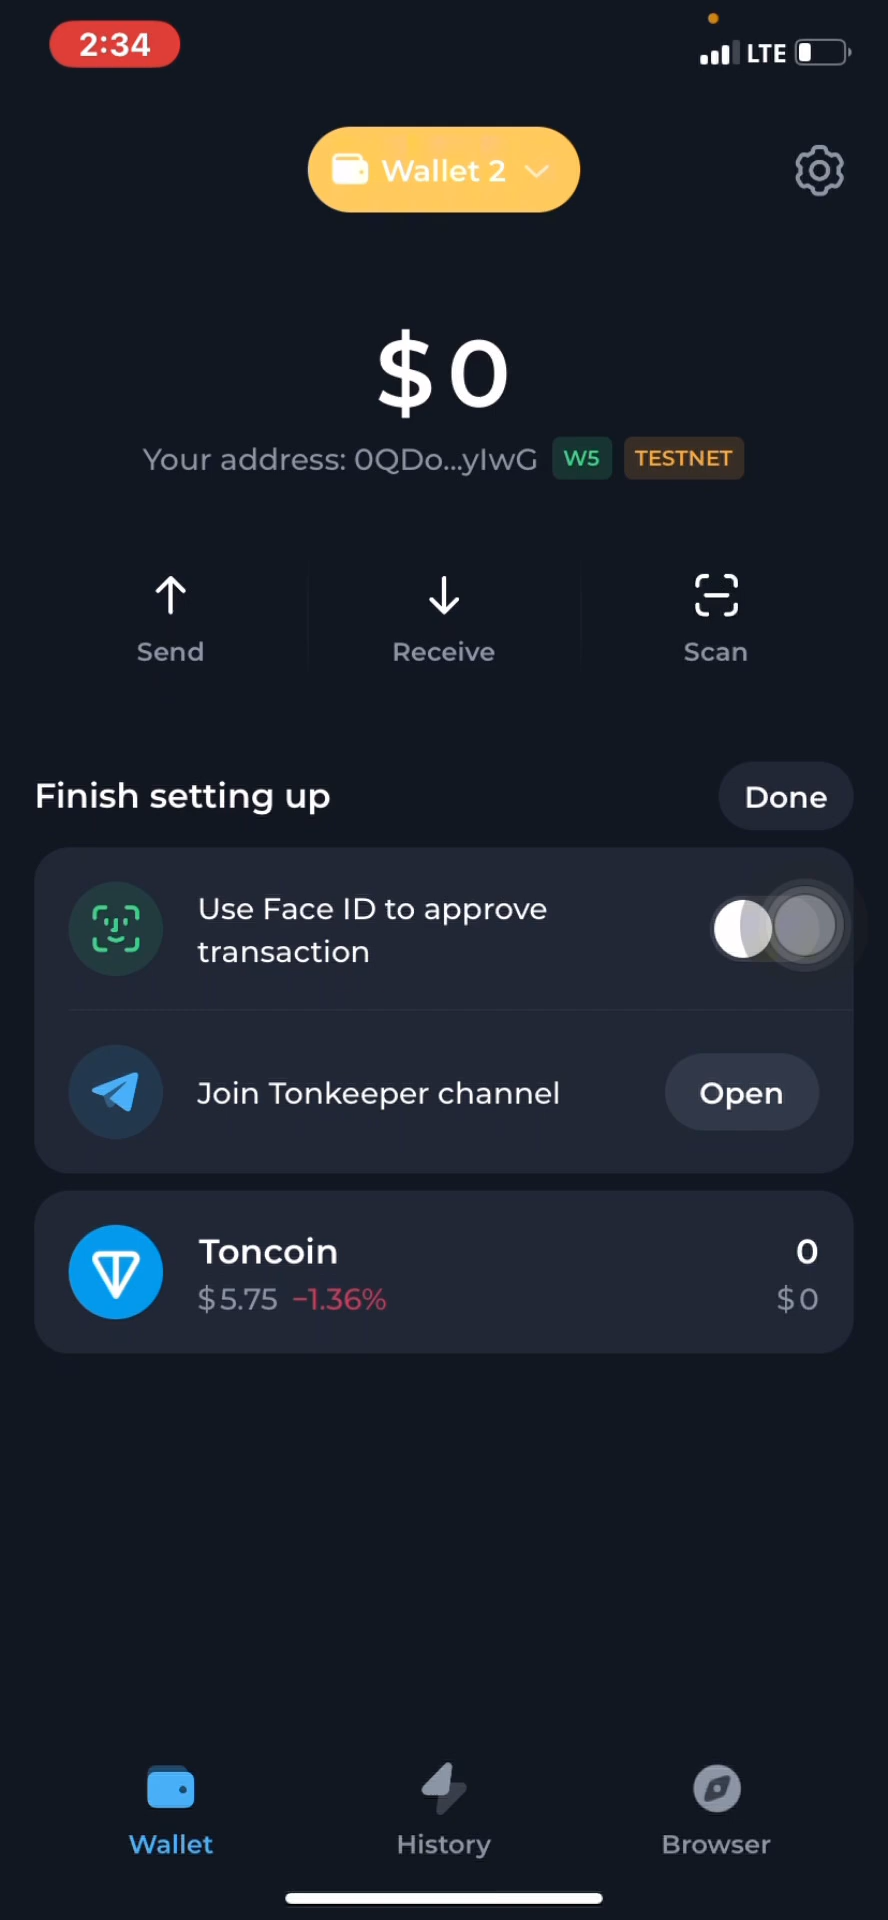 2:34
LTE
Wallet 2
$0
Your address: 0QDo...yIwG W5 TESTNET
Send Receive Scan
Finish setting up Done
Use Face ID to approve
transaction
Join Tonkeeper channel Open
Toncoin 0
$5.75 −1.36% $0
Wallet History Browser